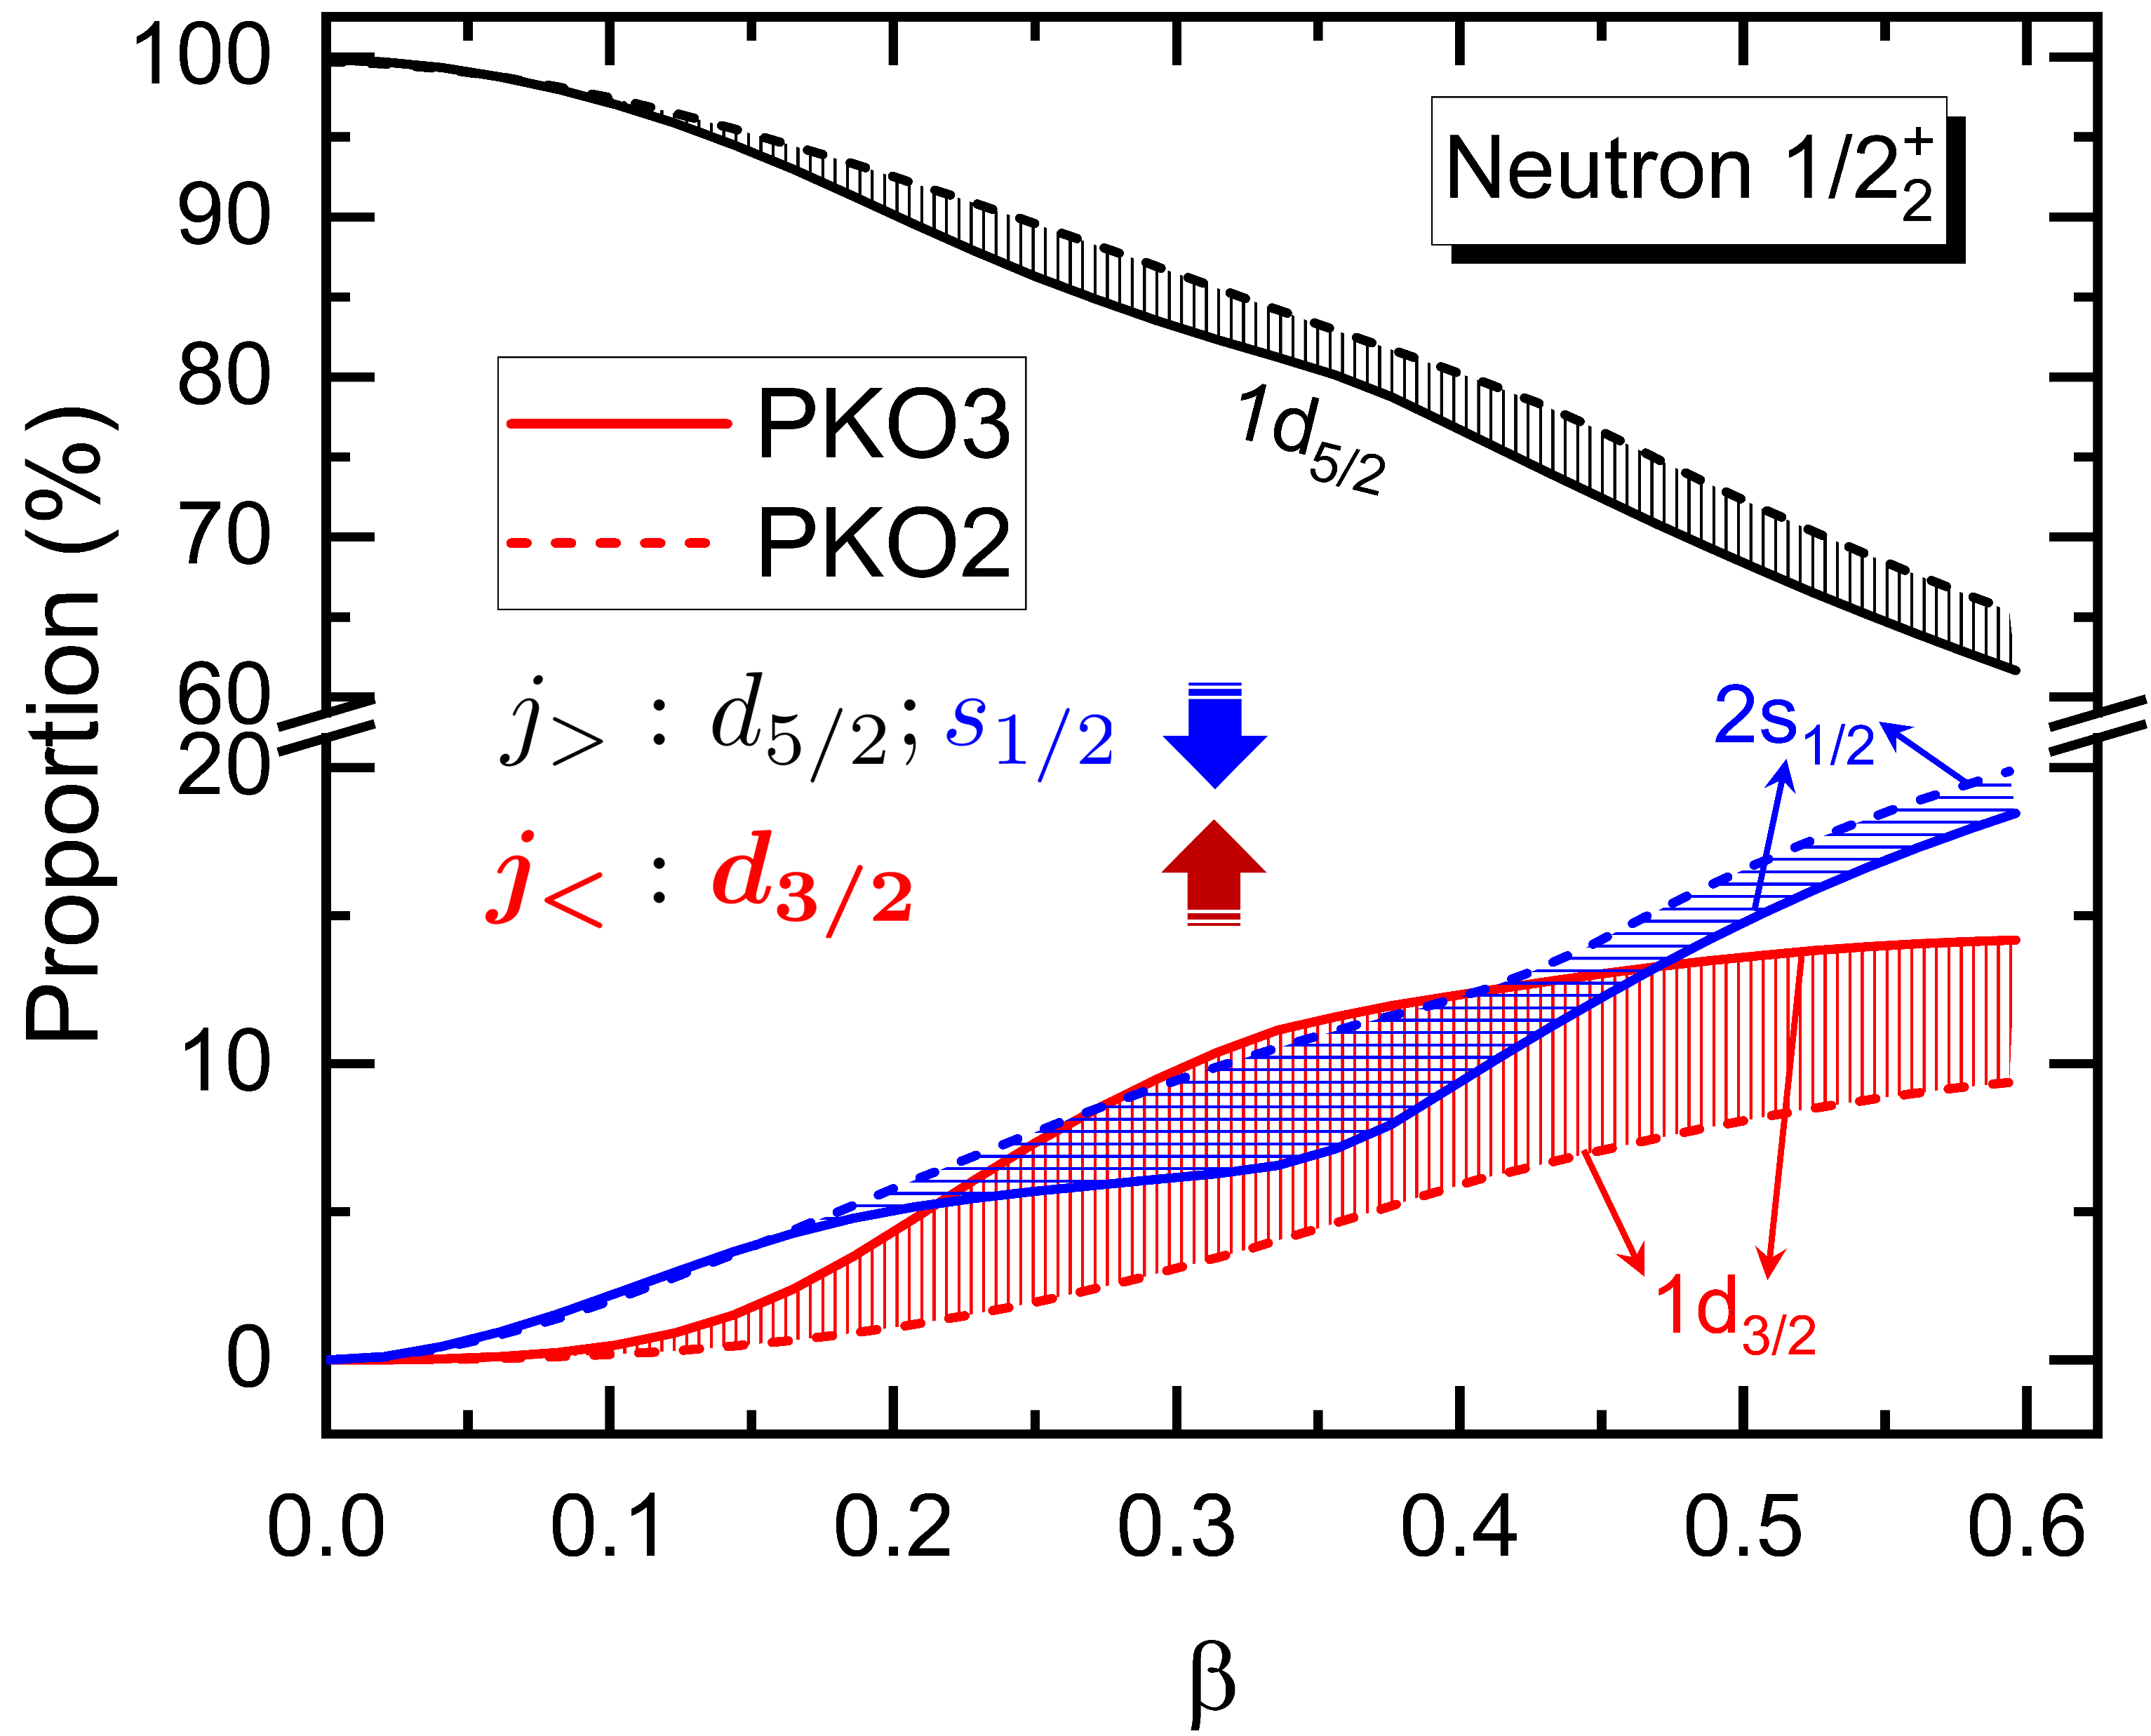 Proportion (%)
100
90
80
70
60
20
10
0
Neutron 1/2₂⁺
PKO3
PKO2
1d₅/₂
j> : d₅/₂; s₁/₂
j< : d₃/₂
2s₁/₂
1d₃/₂
0.0 0.1 0.2 0.3 0.4 0.5 0.6
β